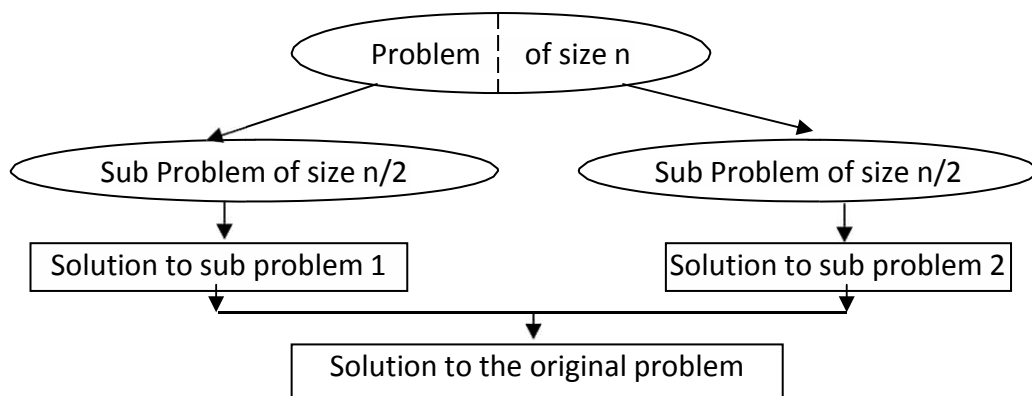 Problem of size n
Sub Problem of size n/2
Sub Problem of size n/2
Solution to sub problem 1
Solution to sub problem 2
Solution to the original problem